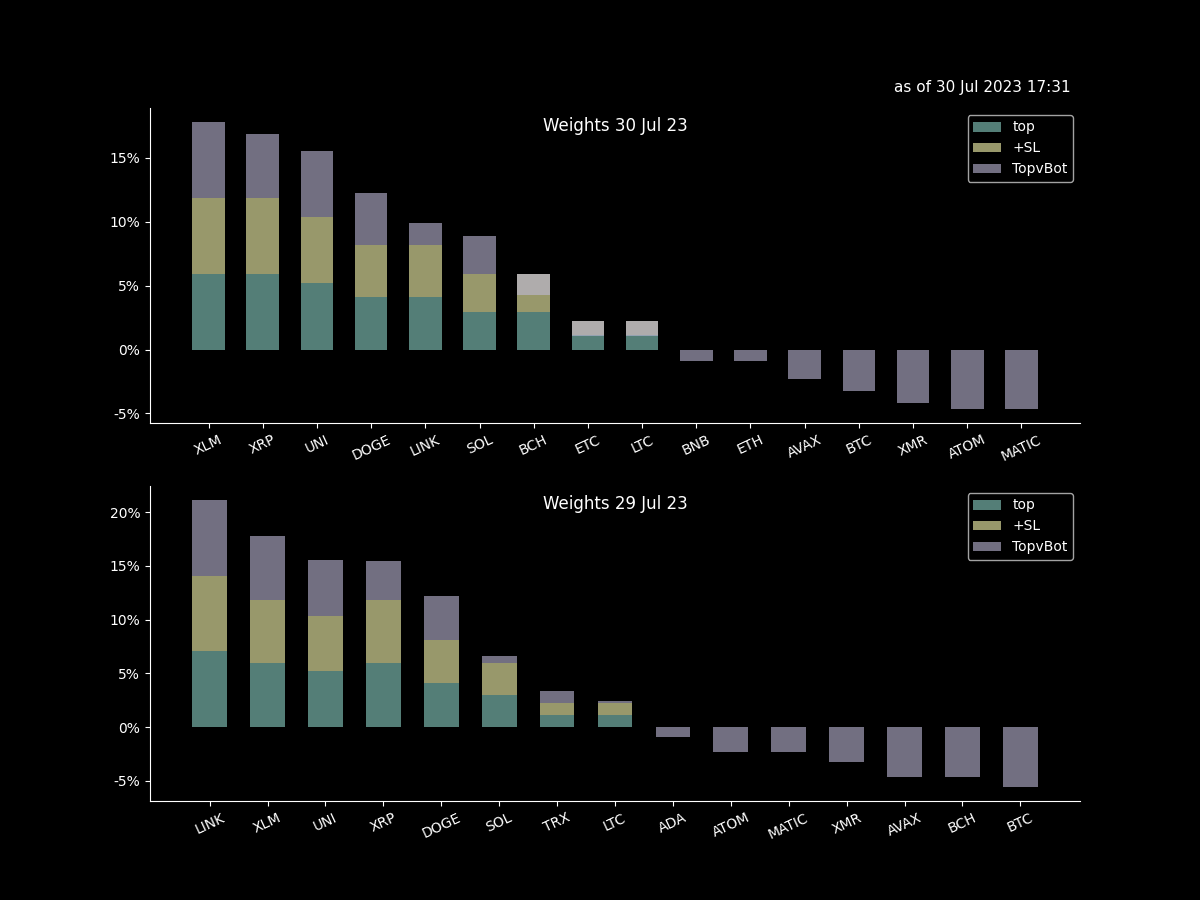 as of 30 Jul 2023 17:31
Weights 30 Jul 23
top
+SL
TopvBot
15%
10%
5%
0%
-5%
XLM XRP UNI DOGE LINK SOL BCH ETC LTC BNB ETH AVAX BTC XMR ATOM MATIC
Weights 29 Jul 23
top
+SL
TopvBot
20%
15%
10%
5%
0%
-5%
LINK XLM UNI XRP DOGE SOL TRX LTC ADA ATOM MATIC XMR AVAX BCH BTC